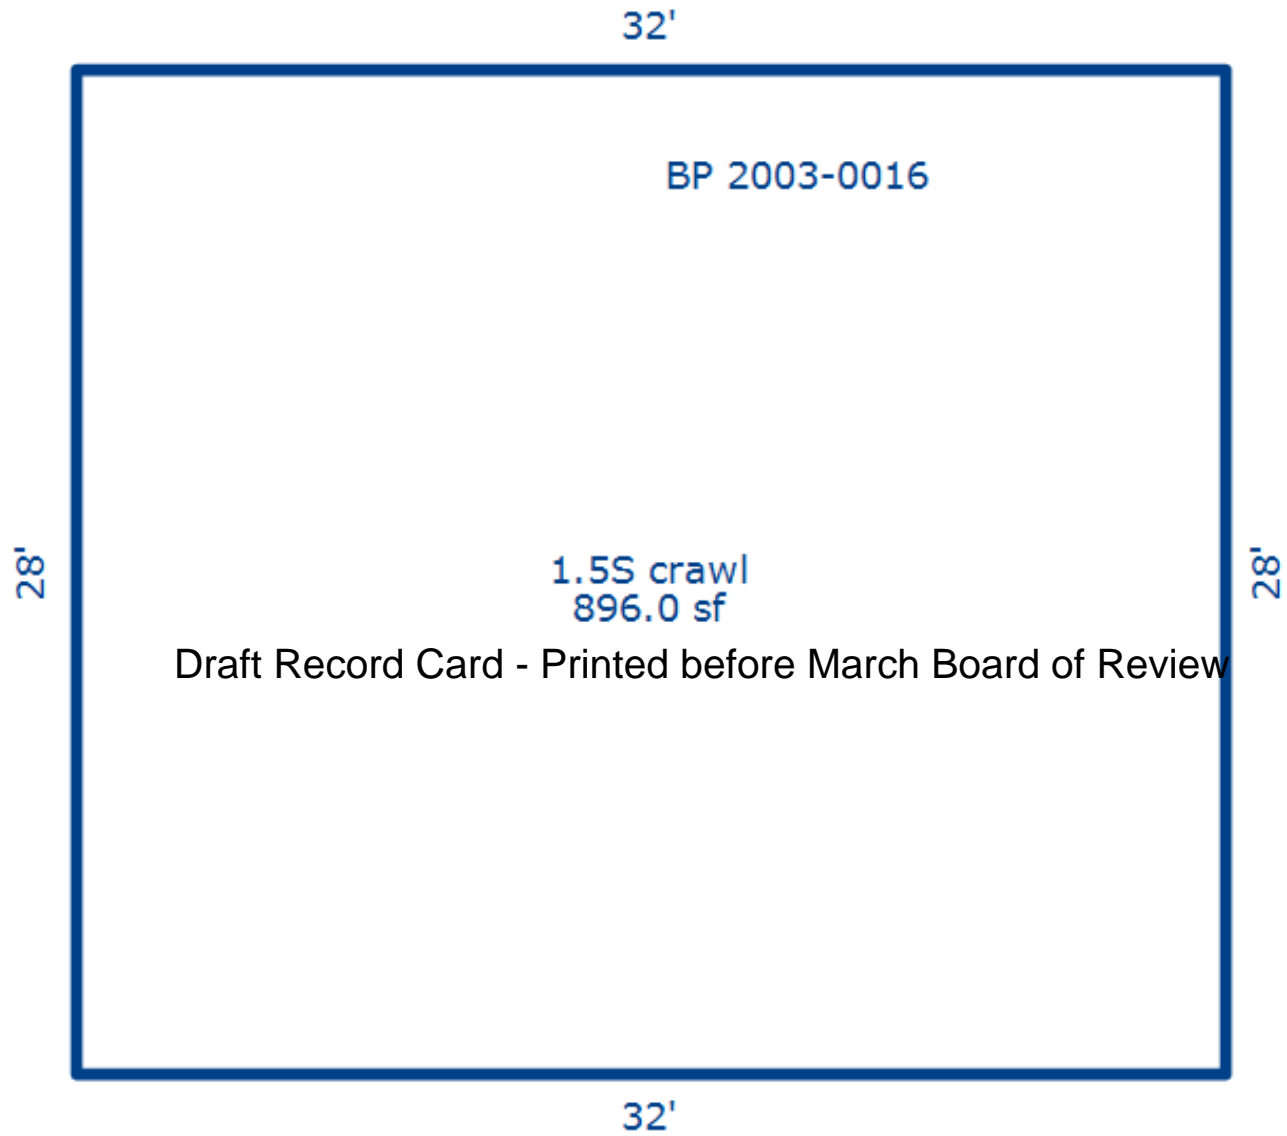 32'
BP 2003-0016
28'
28'
1.5S crawl
896.0 sf
Draft Record Card - Printed before March Board of Review
32'